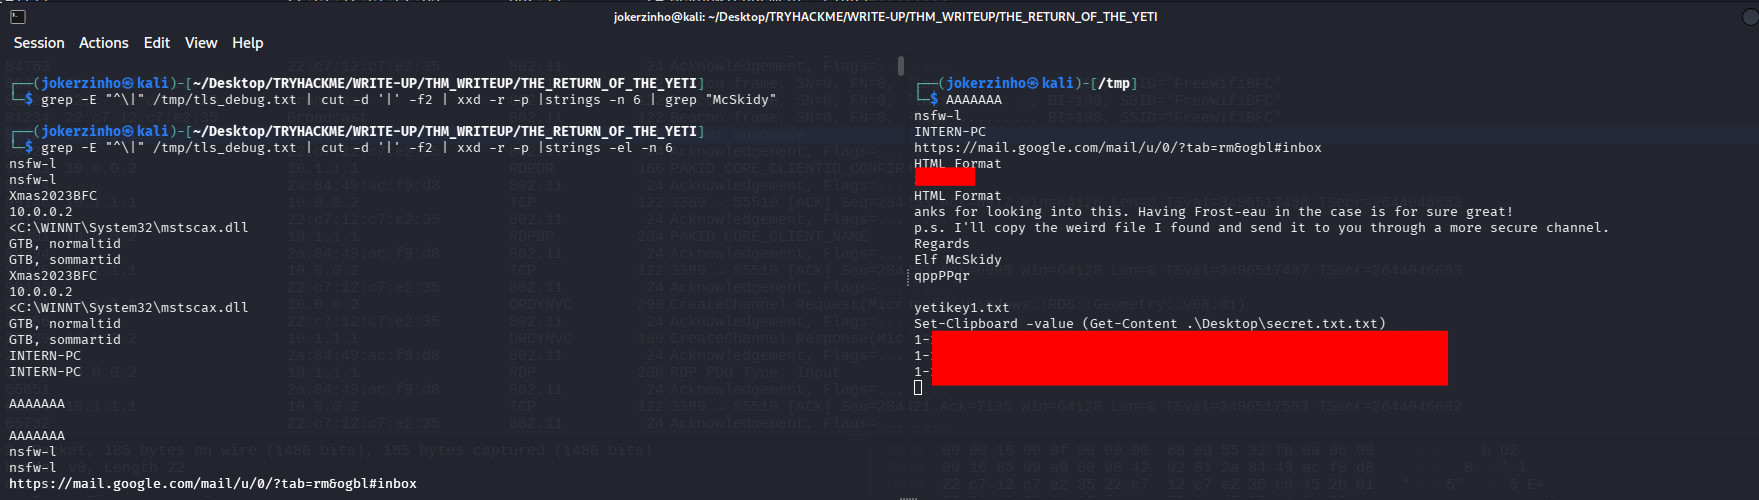 jokerzinho@kali: ~/Desktop/TRYHACKME/WRITE-UP/THM_WRITEUP/THE_RETURN_OF_THE_YETI
Session Actions Edit View Help
┌──(jokerzinho㉿kali)-[~/Desktop/TRYHACKME/WRITE-UP/THM_WRITEUP/THE_RETURN_OF_THE_YETI]
└─$ grep -E "^\|" /tmp/tls_debug.txt | cut -d '|' -f2 | xxd -r -p |strings -n 6 | grep "McSkidy"
┌──(jokerzinho㉿kali)-[~/Desktop/TRYHACKME/WRITE-UP/THM_WRITEUP/THE_RETURN_OF_THE_YETI]
└─$ grep -E "^\|" /tmp/tls_debug.txt | cut -d '|' -f2 | xxd -r -p |strings -el -n 6
nsfw-l
nsfw-l
Xmas2023BFC
10.0.0.2
<C:\WINNT\System32\mstscax.dll
GTB, normaltid
GTB, sommartid
Xmas2023BFC
10.0.0.2
<C:\WINNT\System32\mstscax.dll
GTB, normaltid
GTB, sommartid
INTERN-PC
INTERN-PC
AAAAAAA
AAAAAAA
nsfw-l
nsfw-l
https://mail.google.com/mail/u/0/?tab=rm&ogbl#inbox
┌──(jokerzinho㉿kali)-[/tmp]
└─$ AAAAAAA
nsfw-l
INTERN-PC
https://mail.google.com/mail/u/0/?tab=rm&ogbl#inbox
HTML Format
HTML Format
anks for looking into this. Having Frost-eau in the case is for sure great!
p.s. I'll copy the weird file I found and send it to you through a more secure channel.
Regards
Elf McSkidy
qppPPqr
yetikey1.txt
Set-Clipboard -value (Get-Content .\Desktop\secret.txt.txt)
1-
1-
1-